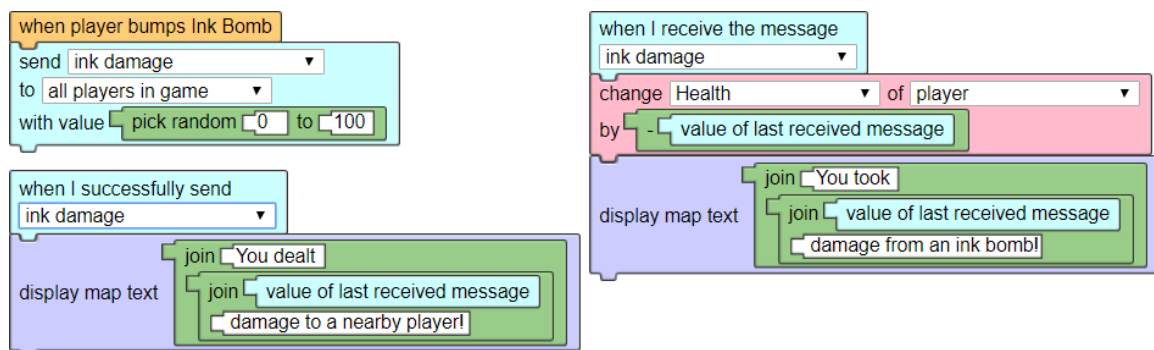 when player bumps Ink Bomb
send ink damage ▼
to all players in game ▼
with value pick random 0 to 100
when I successfully send
ink damage ▼
display map text join You dealt
join value of last received message
damage to a nearby player!
when I receive the message
ink damage ▼
change Health ▼ of player ▼
by - value of last received message
display map text join You took
join value of last received message
damage from an ink bomb!